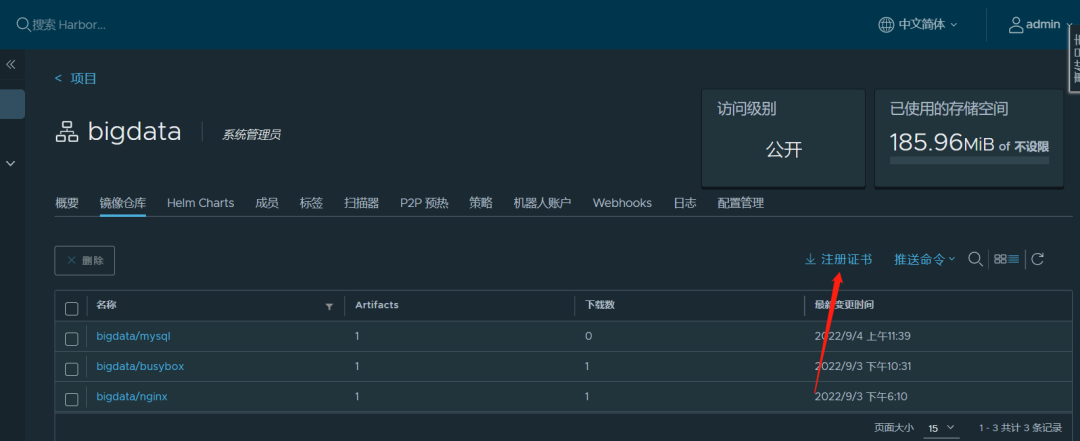 搜索 Harbor...
中文简体
admin
< 项目
bigdata
系统管理员
访问级别
公开
已使用的存储空间
185.96MiB of 不设限
概要 镜像仓库 Helm Charts 成员 标签 扫描器 P2P 预热 策略 机器人账户 Webhooks 日志 配置管理
× 删除
注册证书 推送命令
名称 Artifacts 下载数 最新变更时间
bigdata/mysql 1 0 2022/9/4 上午11:39
bigdata/busybox 1 1 2022/9/3 下午10:31
bigdata/nginx 1 1 2022/9/3 下午6:10
页面大小 15 1 - 3 共计 3 条记录